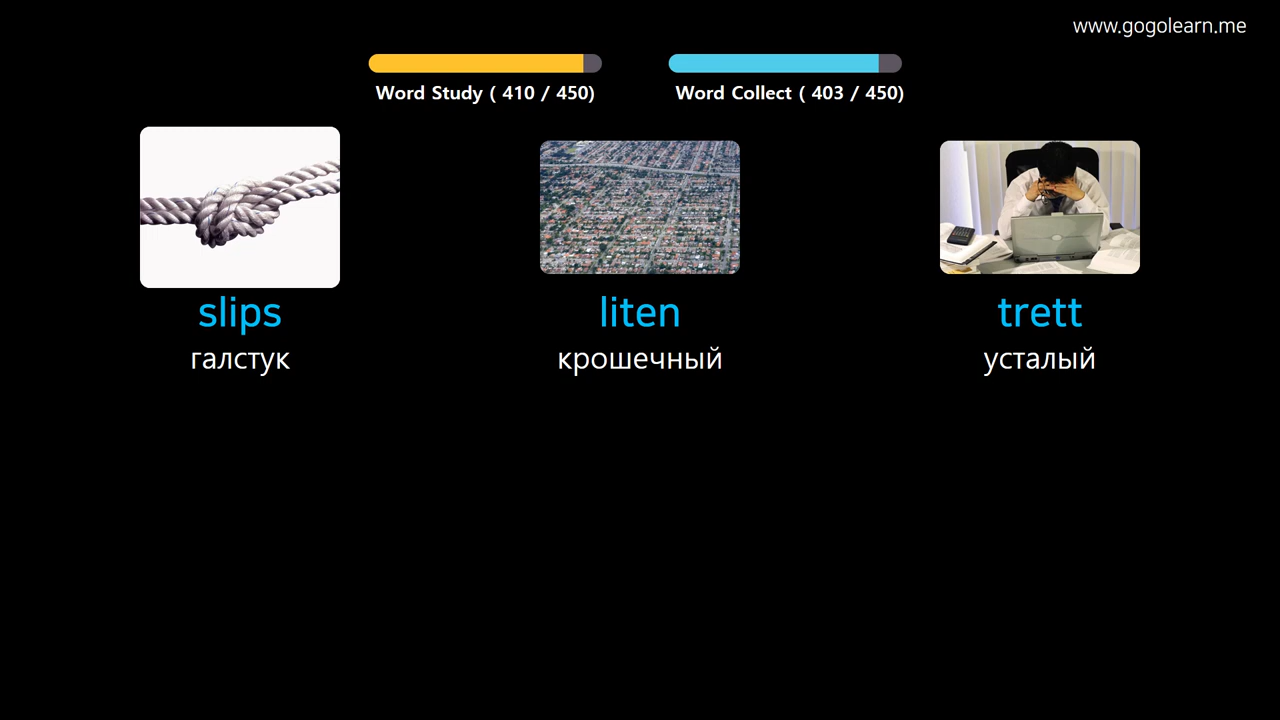 www.gogolearn.me
Word Study ( 410 / 450)
Word Collect ( 403 / 450)
slips
liten
trett
галстук
крошечный
усталый